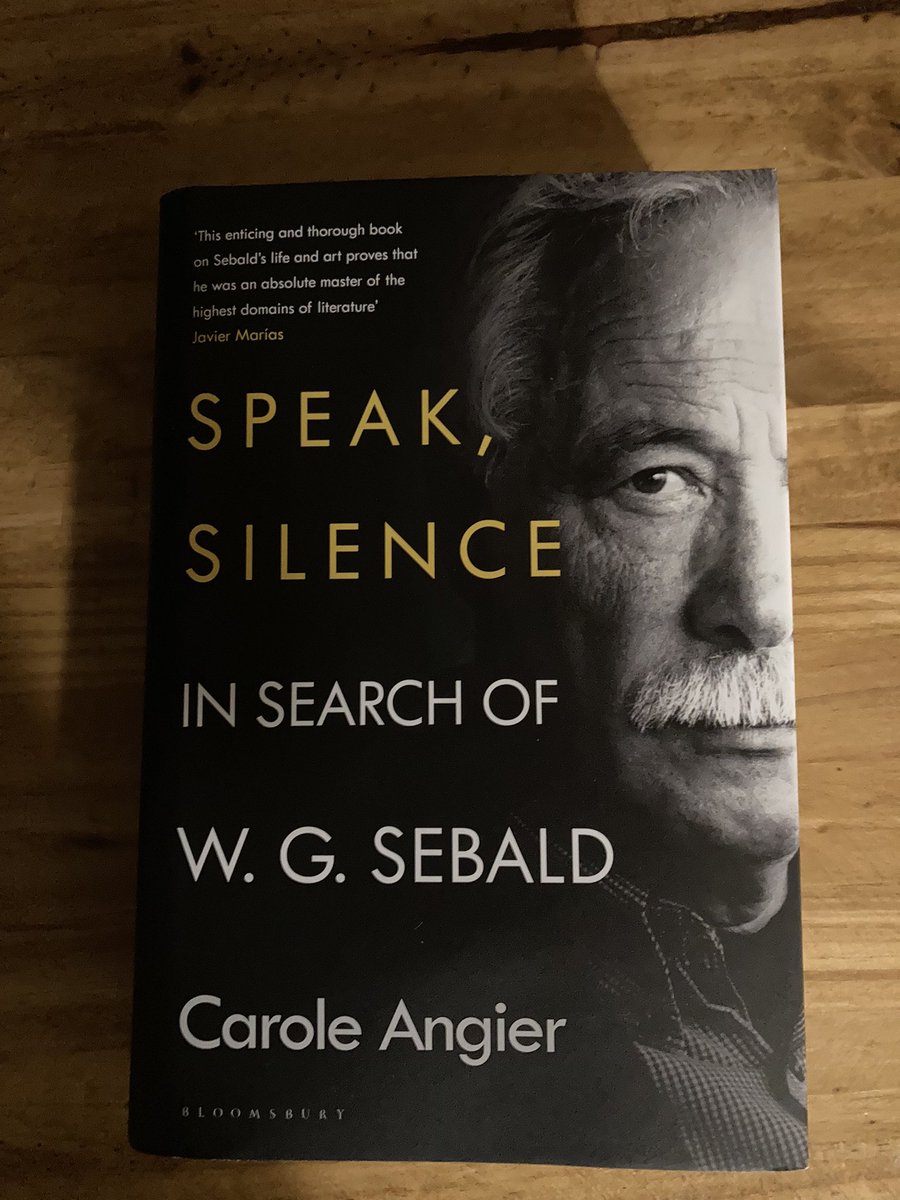 ‘This enticing and thorough book
on Sebald’s life and art proves that
he was an absolute master of the
highest domains of literature’
Javier Marías
SPEAK,
SILENCE
IN SEARCH OF
W. G. SEBALD
Carole Angier
BLOOMSBURY